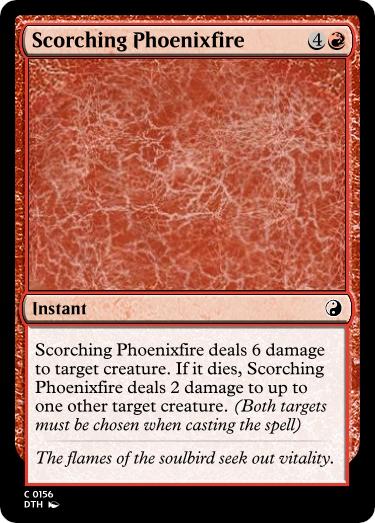 Scorching Phoenixfire 4
Instant
Scorching Phoenixfire deals 6 damage
to target creature. If it dies, Scorching
Phoenixfire deals 2 damage to up to
one other target creature. (Both targets
must be chosen when casting the spell)
The flames of the soulbird seek out vitality.
C 0156
DTH